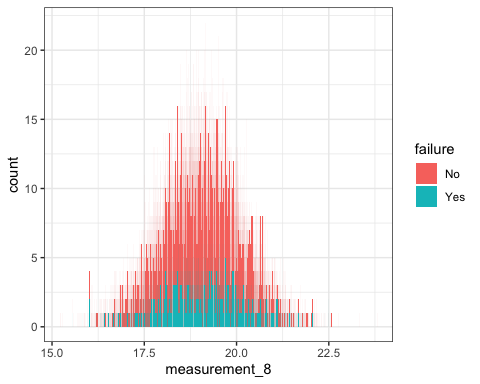 20
15
10
5
0
count
15.0 17.5 20.0 22.5
measurement_8
failure
No
Yes